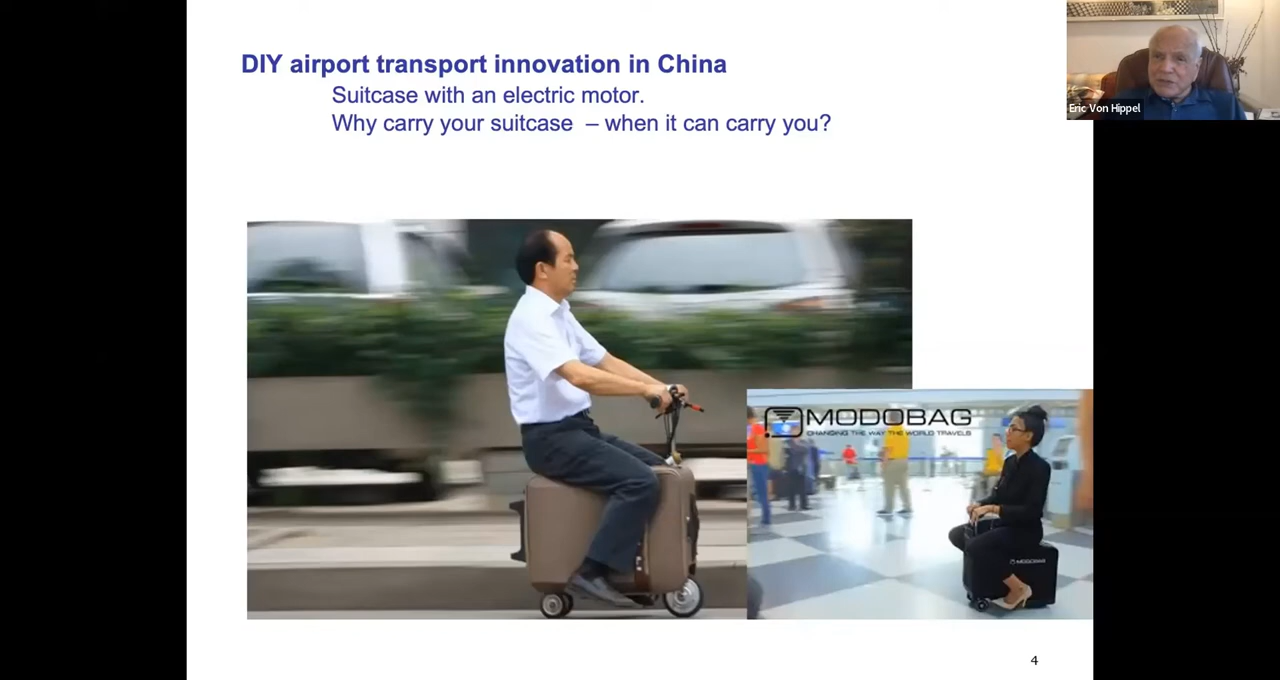 DIY airport transport innovation in China
Suitcase with an electric motor.
Why carry your suitcase – when it can carry you?
Eric Von Hippel
MODOBAG
CHANGING THE WAY THE WORLD TRAVELS
MODOBAG
4